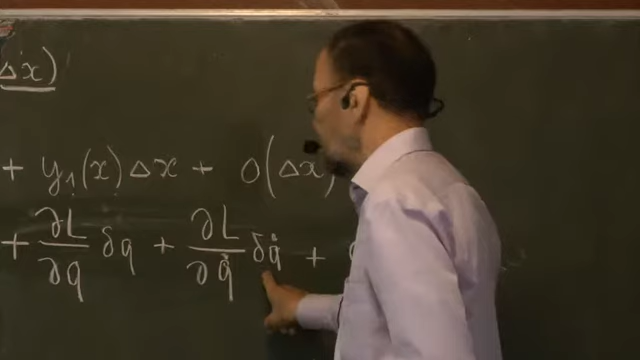 Δx)
+ y₁(x) Δx + O(Δx
+ ∂L/∂q δq + ∂L/∂q̇ δq̇ +